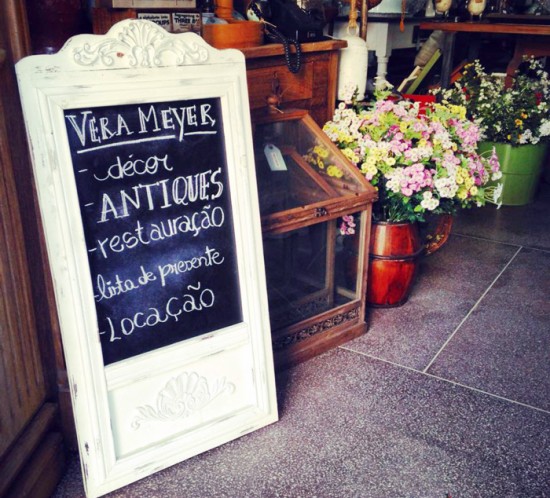 VERA MEYER
- décor
- ANTIQUES
- restauração
- lista de presente
- LOCAÇÃO